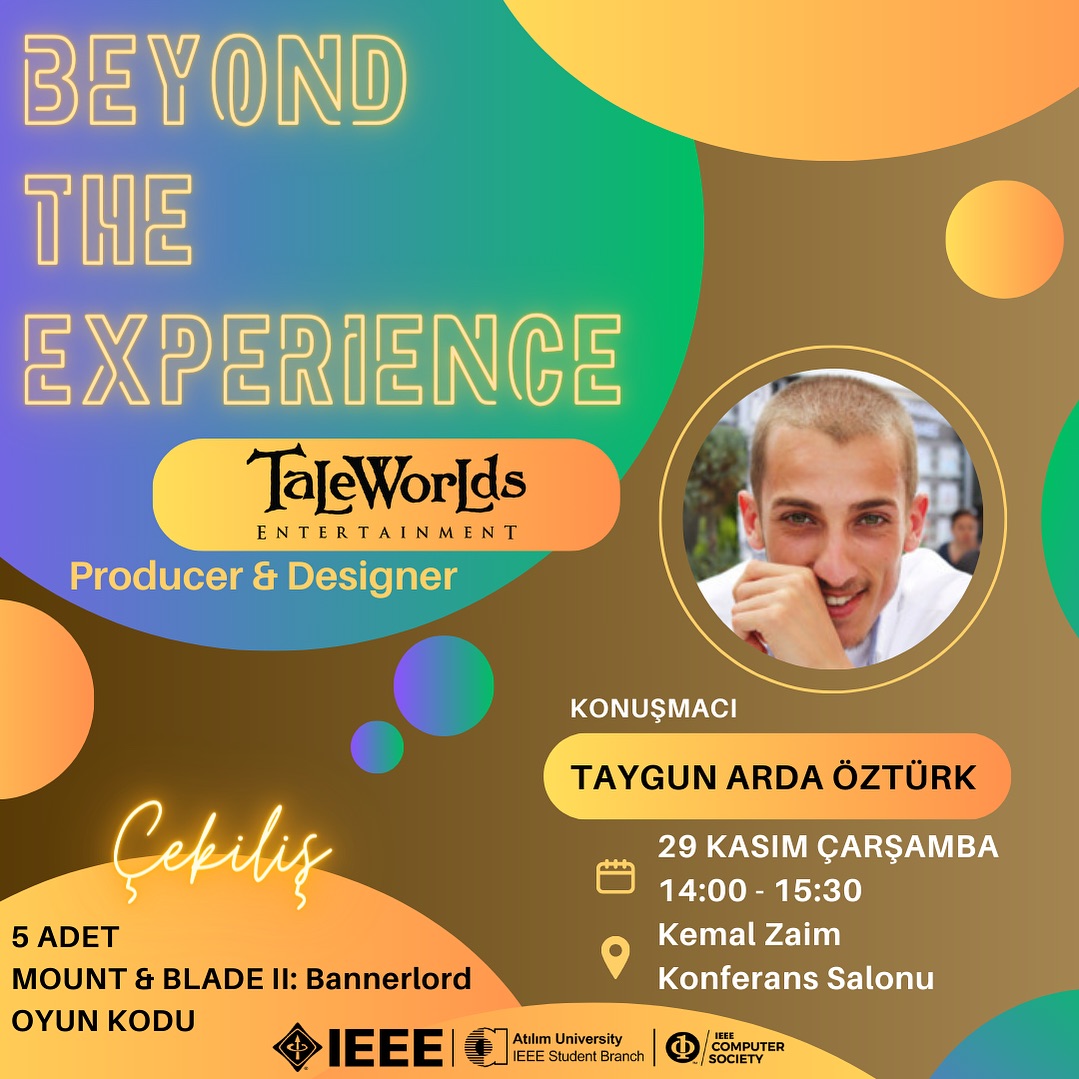 BEYOND
THE
EXPERIENCE
TaleWorlds
ENTERTAINMENT
Producer & Designer
KONUŞMACI
TAYGUN ARDA ÖZTÜRK
29 KASIM ÇARŞAMBA
14:00 - 15:30
Kemal Zaim
Konferans Salonu
Çekiliş
5 ADET
MOUNT & BLADE II: Bannerlord
OYUN KODU
IEEE
Atılım University
IEEE Student Branch
IEEE
COMPUTER
SOCIETY